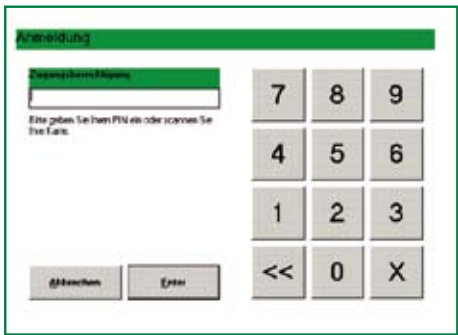 Anmeldung
Zugangsberechtigung
Bitte geben Sie Ihren PIN ein oder scannen Sie
Ihre Karte.
7 8 9
4 5 6
1 2 3
<< 0 X
Abbrechen Enter